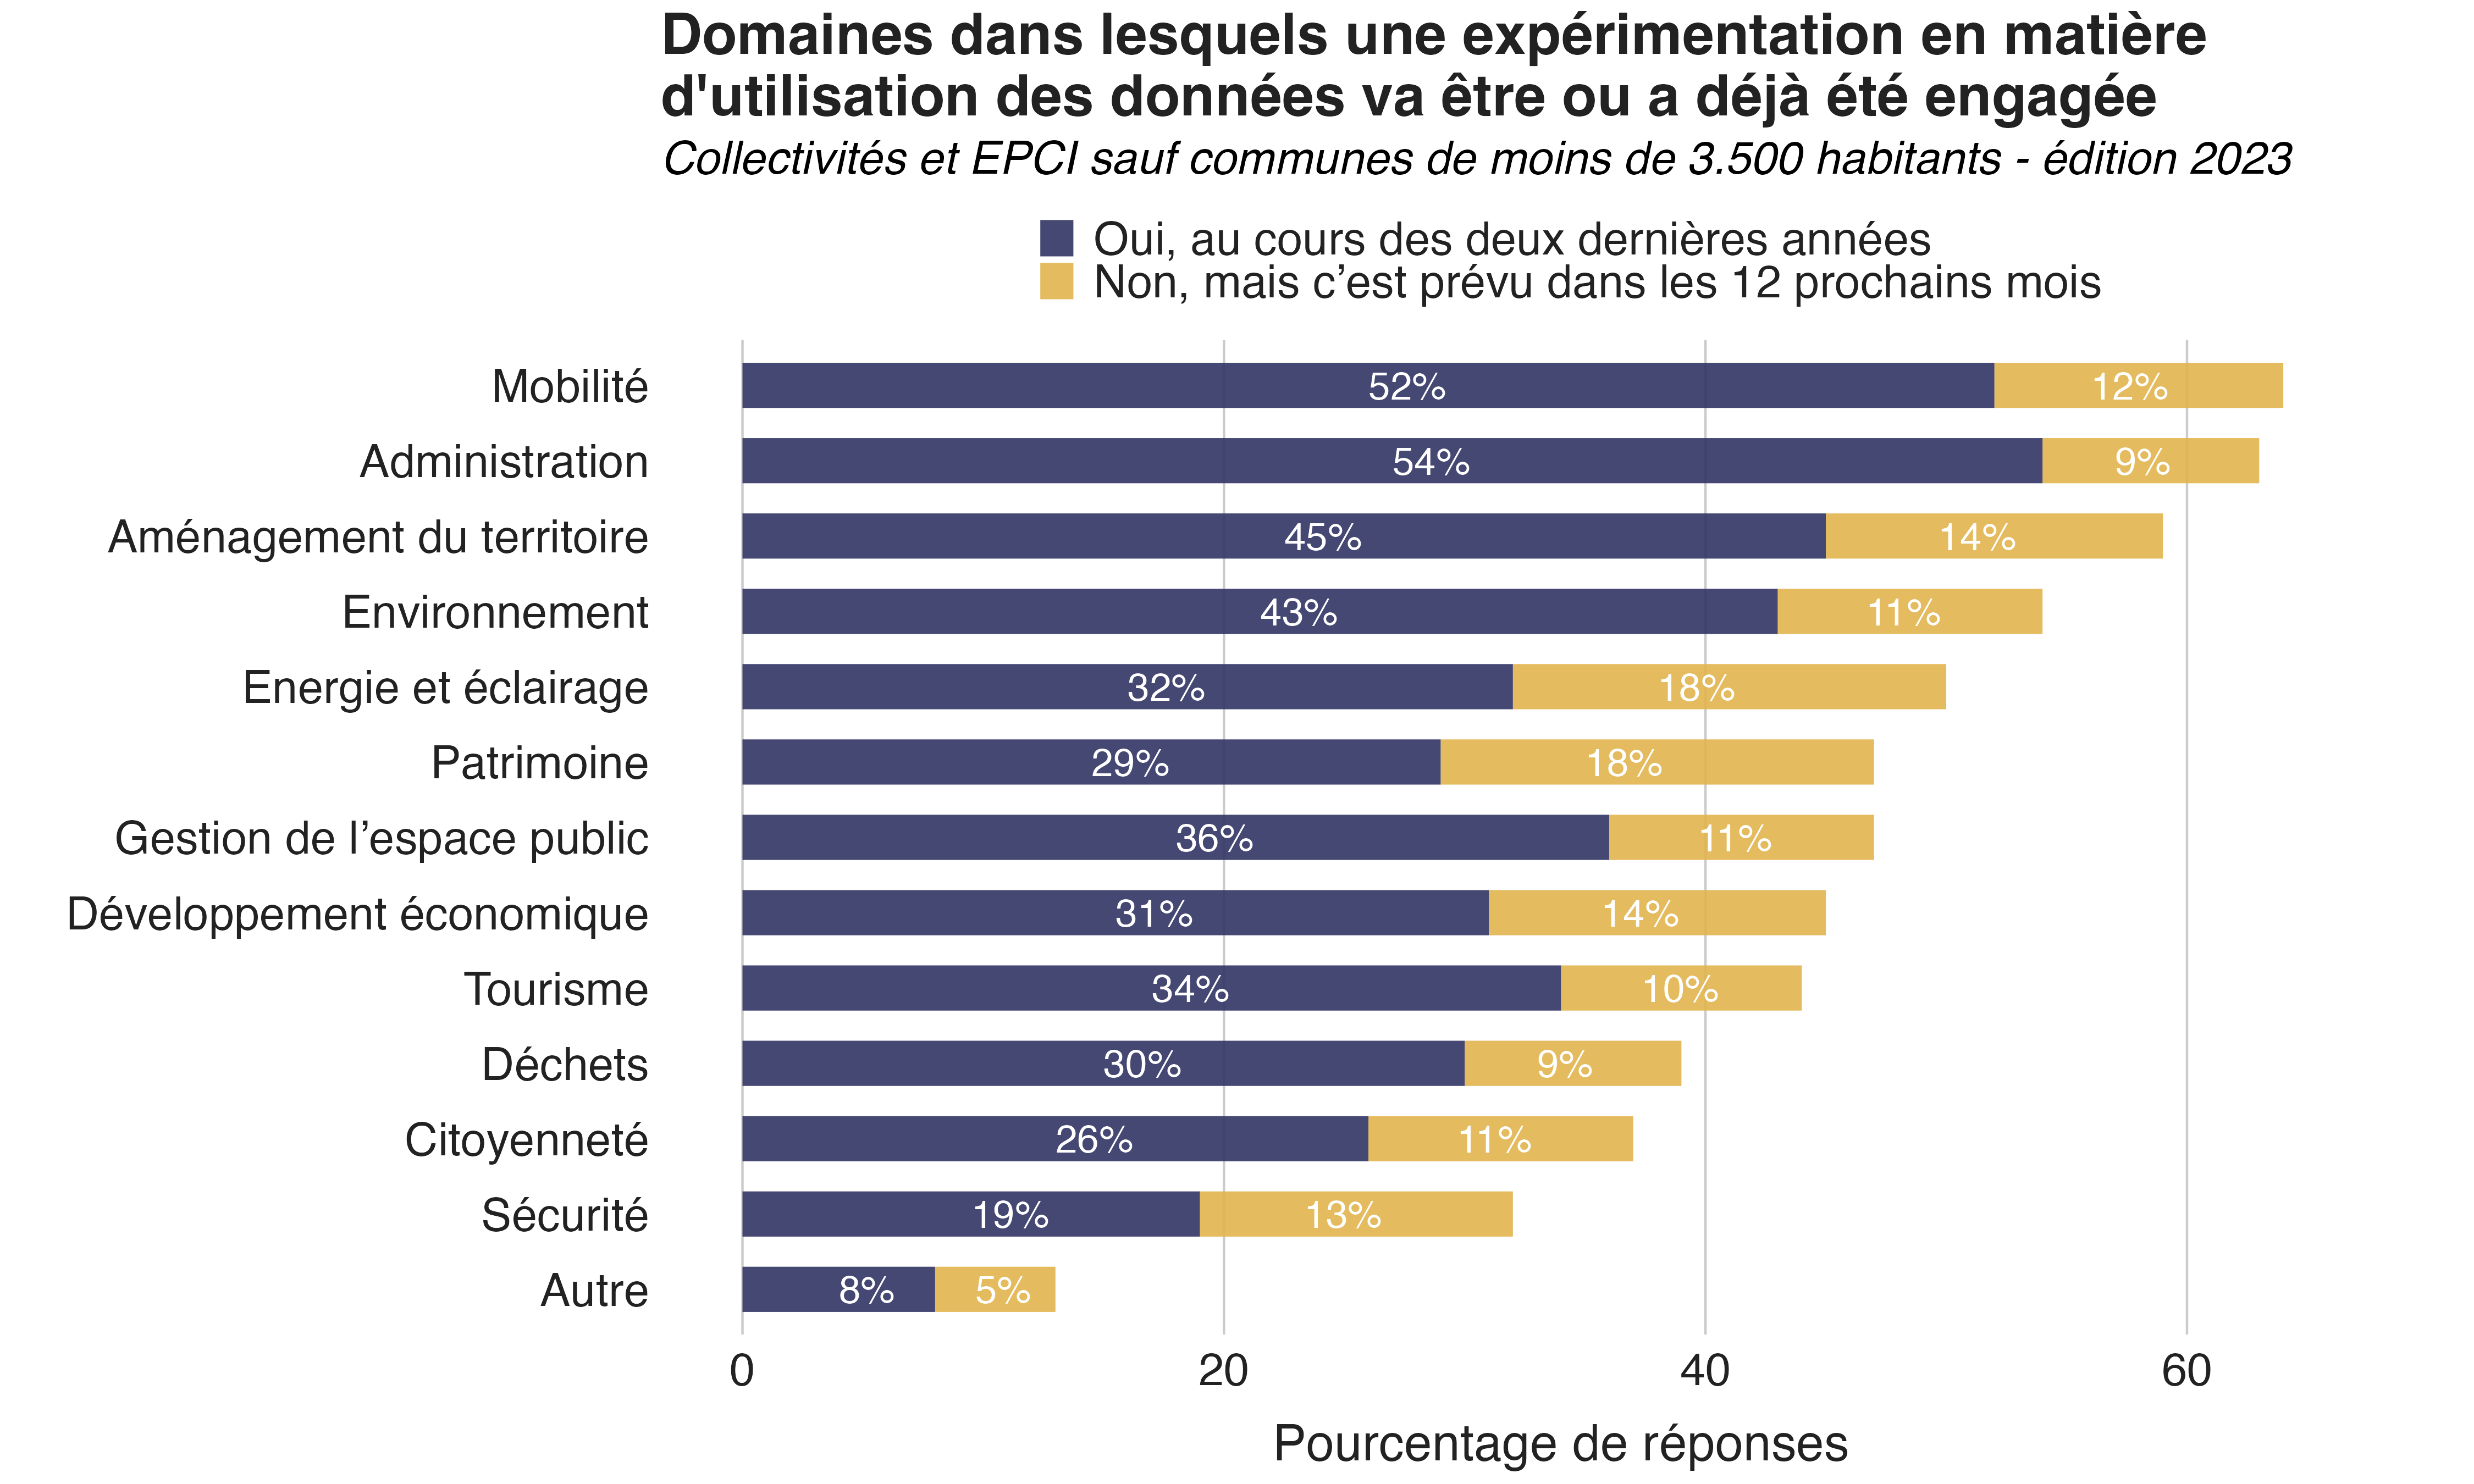 Domaines dans lesquels une expérimentation en matière
d'utilisation des données va être ou a déjà été engagée
Collectivités et EPCI sauf communes de moins de 3.500 habitants - édition 2023
Oui, au cours des deux dernières années
Non, mais c’est prévu dans les 12 prochains mois
Mobilité 52% 12%
Administration 54% 9%
Aménagement du territoire 45% 14%
Environnement 43% 11%
Energie et éclairage 32% 18%
Patrimoine 29% 18%
Gestion de l’espace public 36% 11%
Développement économique 31% 14%
Tourisme 34% 10%
Déchets 30% 9%
Citoyenneté 26% 11%
Sécurité 19% 13%
Autre 8% 5%
0 20 40 60
Pourcentage de réponses